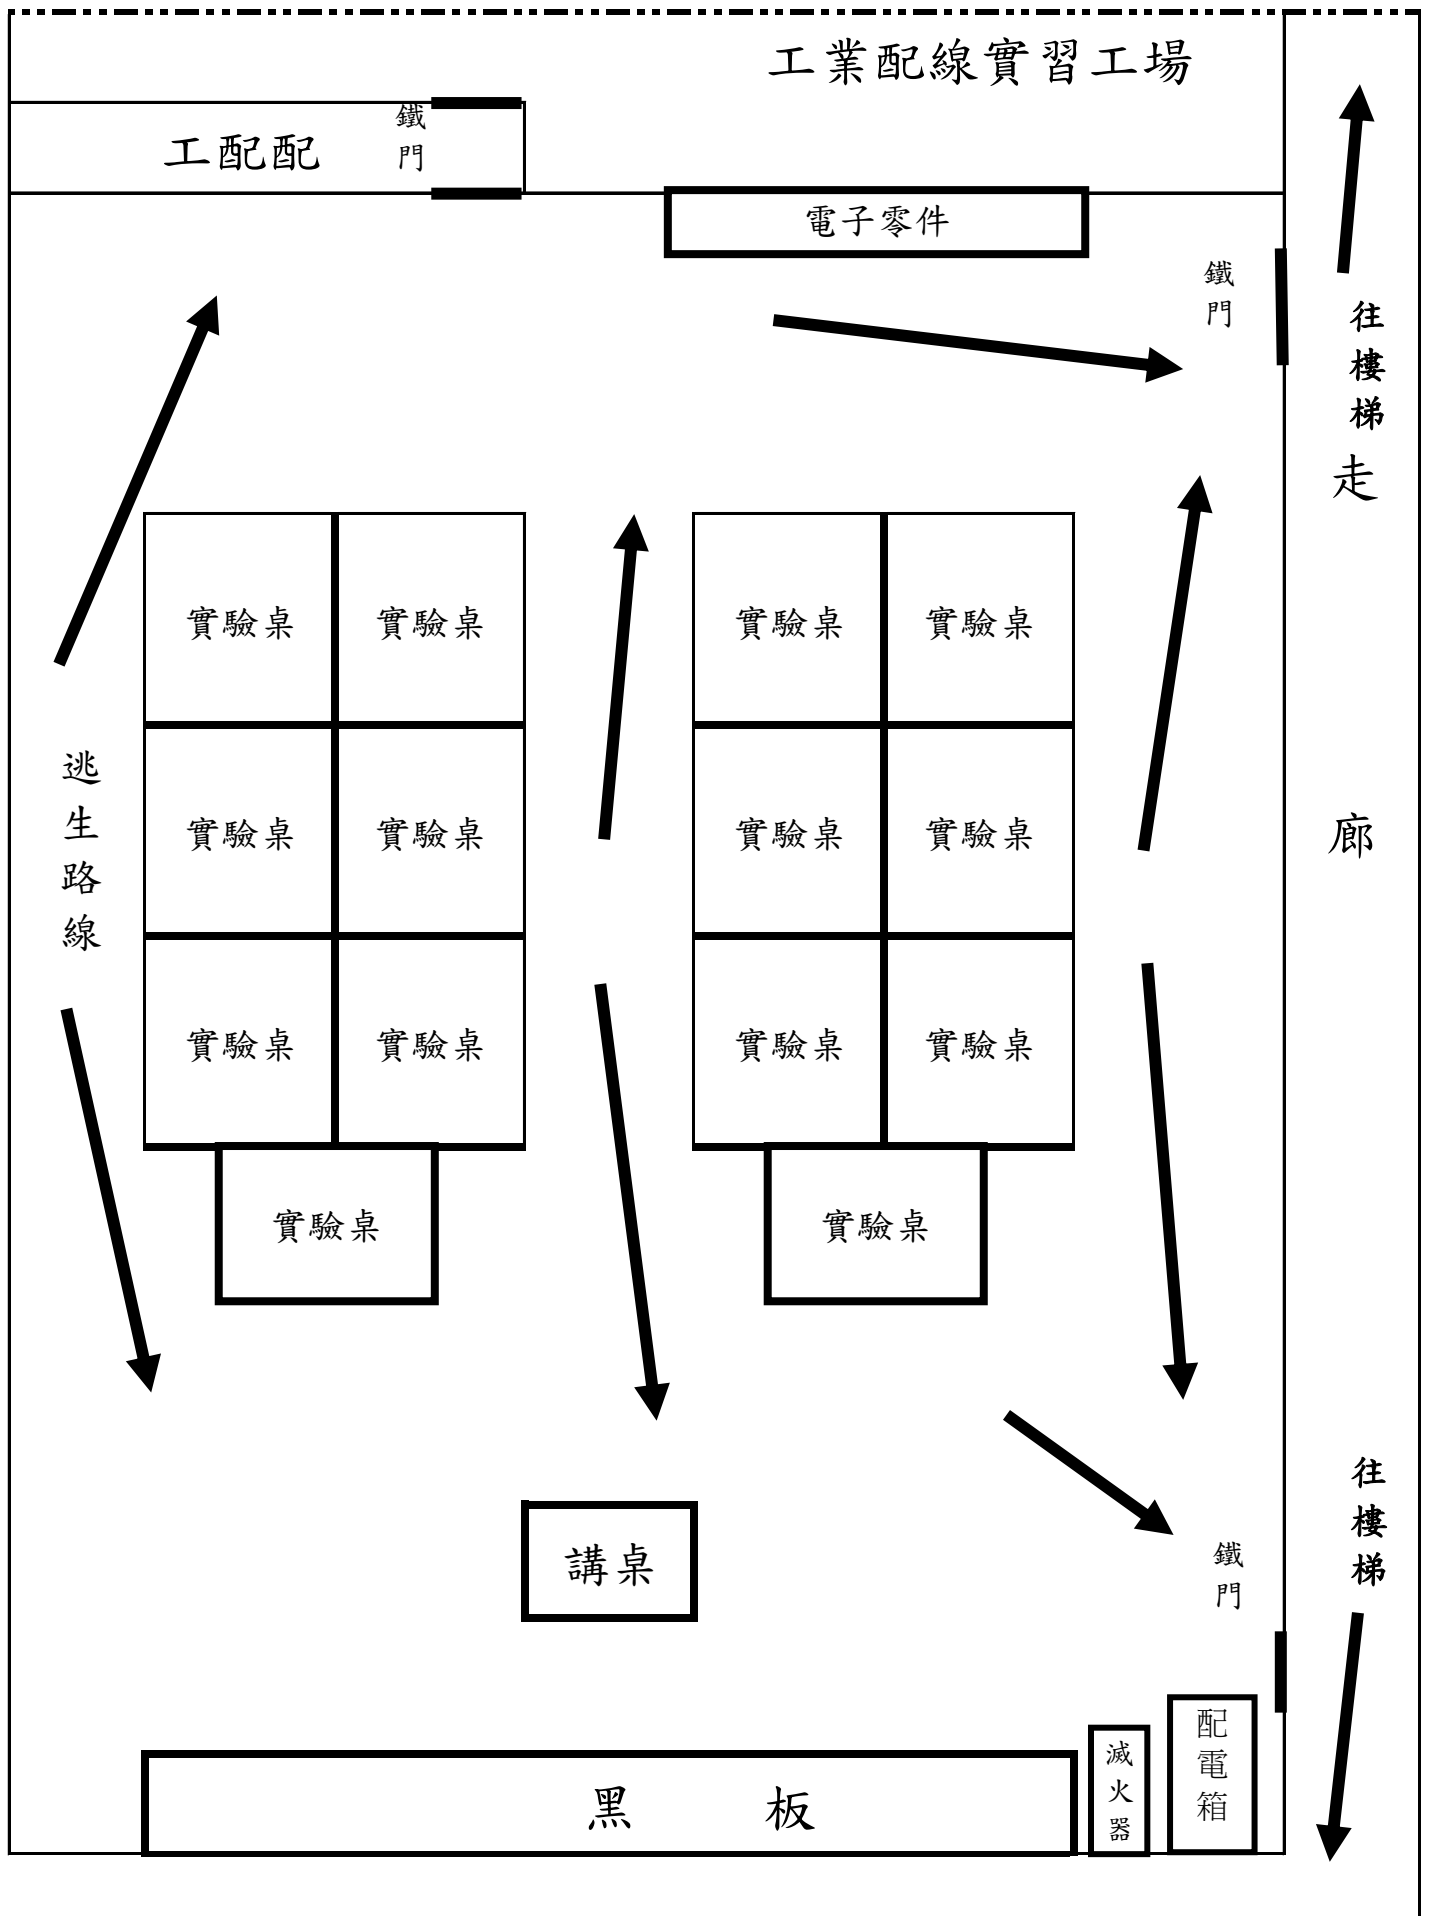 工業配線實習工場
鐵門
工配配
電子零件
鐵門
往樓梯
走廊
實驗桌 實驗桌 實驗桌 實驗桌
逃生路線
實驗桌 實驗桌 實驗桌 實驗桌
實驗桌 實驗桌 實驗桌 實驗桌
實驗桌 實驗桌
往樓梯
講桌
鐵門
配電箱
滅火器
黑 板